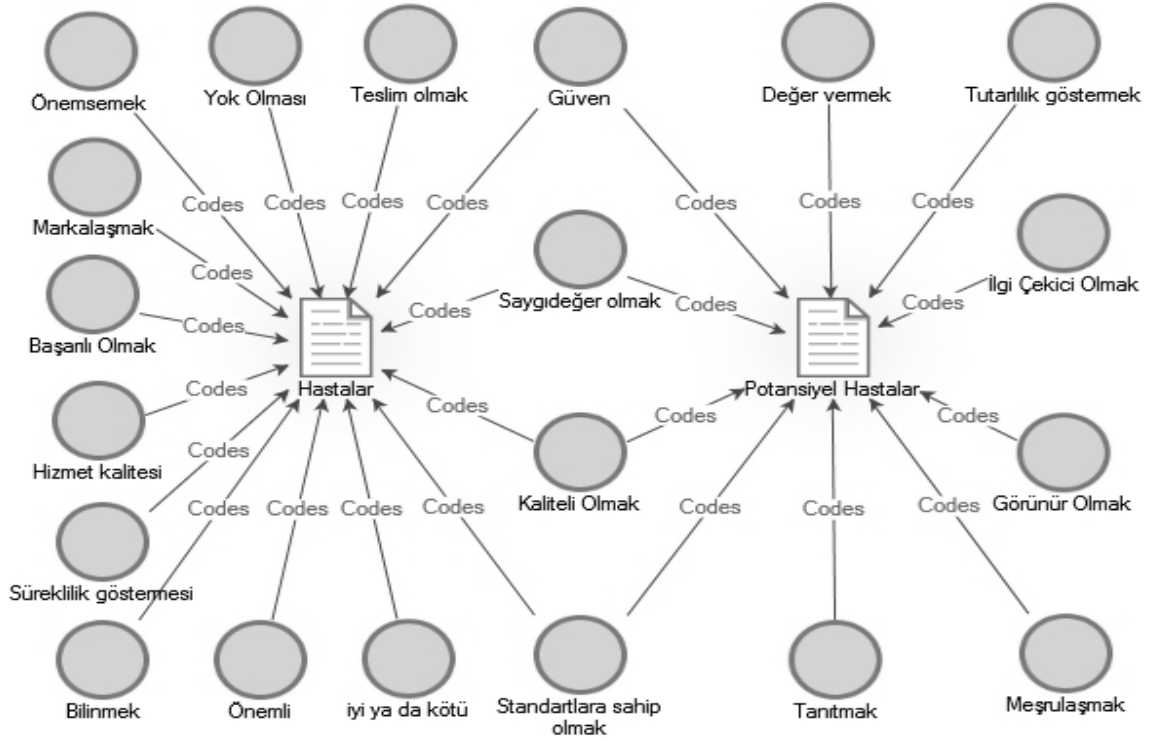 Önemsemek
Yok Olması
Teslim olmak
Güven
Değer vermek
Tutarlılık göstermek
Codes
Codes
Codes
Codes
Codes
Codes
Codes
Markalaşmak
Saygıdeğer olmak
İlgi Çekici Olmak
Codes
Codes
Codes
Codes
Codes
Başarılı Olmak
Hastalar
Potansiyel Hastalar
Codes
Codes
Codes
Codes
Hizmet kalitesi
Kaliteli Olmak
Görünür Olmak
Codes
Codes
Codes
Codes
Codes
Codes
Codes
Codes
Süreklilik göstermesi
Bilinmek
Önemli
iyi ya da kötü
Standartlara sahip
olmak
Tanıtmak
Meşrulaşmak